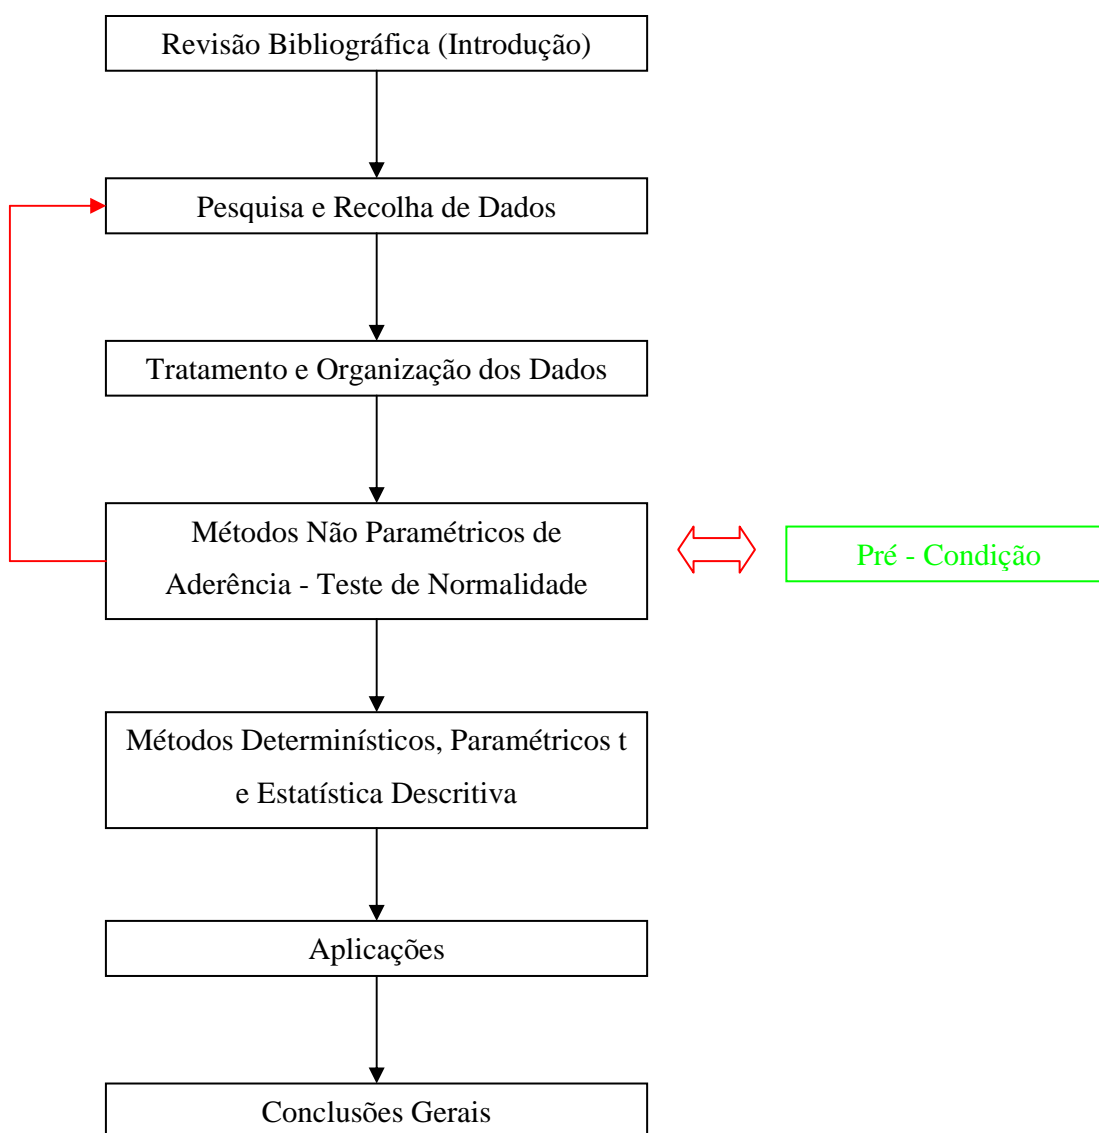 Revisão Bibliográfica (Introdução)
Pesquisa e Recolha de Dados
Tratamento e Organização dos Dados
Métodos Não Paramétricos de
Aderência - Teste de Normalidade
Pré - Condição
Métodos Determinísticos, Paramétricos t
e Estatística Descritiva
Aplicações
Conclusões Gerais